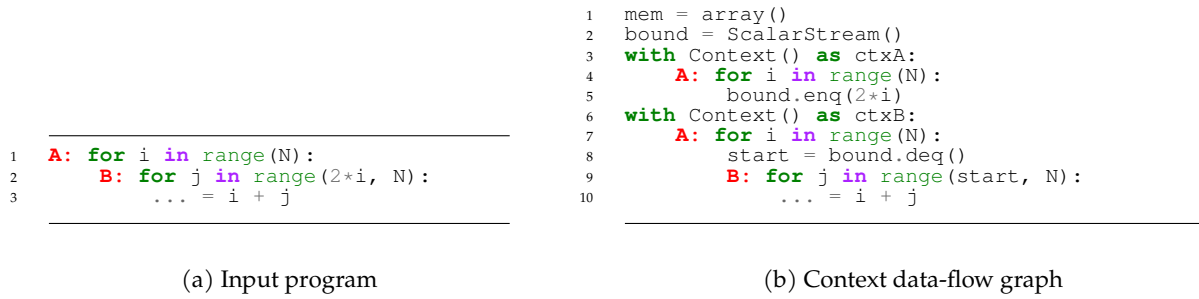 1 A: for i in range(N):
2 B: for j in range(2*i, N):
3 ... = i + j
(a) Input program
1 mem = array()
2 bound = ScalarStream()
3 with Context() as ctxA:
4 A: for i in range(N):
5 bound.enq(2*i)
6 with Context() as ctxB:
7 A: for i in range(N):
8 start = bound.deq()
9 B: for j in range(start, N):
10 ... = i + j
(b) Context data-flow graph